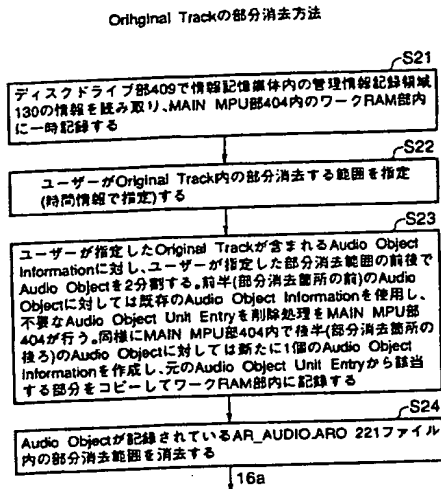 Orihginal Trackの部分消去方法
S21
ディスクドライブ部409で情報記憶媒体内の管理情報記録領域
130の情報を読み取り、MAIN MPU部404内のワークRAM部内
に一時記録する
S22
ユーザーがOriginal Track内の部分消去する範囲を指定
(時間情報で指定)する
S23
ユーザーが指定したOriginal Trackが含まれるAudio Object
Informationに対し、ユーザーが指定した部分消去範囲の前後で
Audio Objectを2分割する。前半(部分消去箇所の前)のAudio
Objectに対しては既存のAudio Object Informationを使用し、
不要なAudio Object Unit Entryを削除処理をMAIN MPU部
404が行う。同様にMAIN MPU部404内で後半(部分消去箇所の
後ろ)のAudio Objectに対しては新たに1個のAudio Object
Informationを作成し、元のAudio Object Unit Entryから該当
する部分をコピーしてワークRAM部内に記録する
S24
Audio Objectが記録されているAR_AUDIO.ARO 221ファイル
内の部分消去範囲を消去する
16a